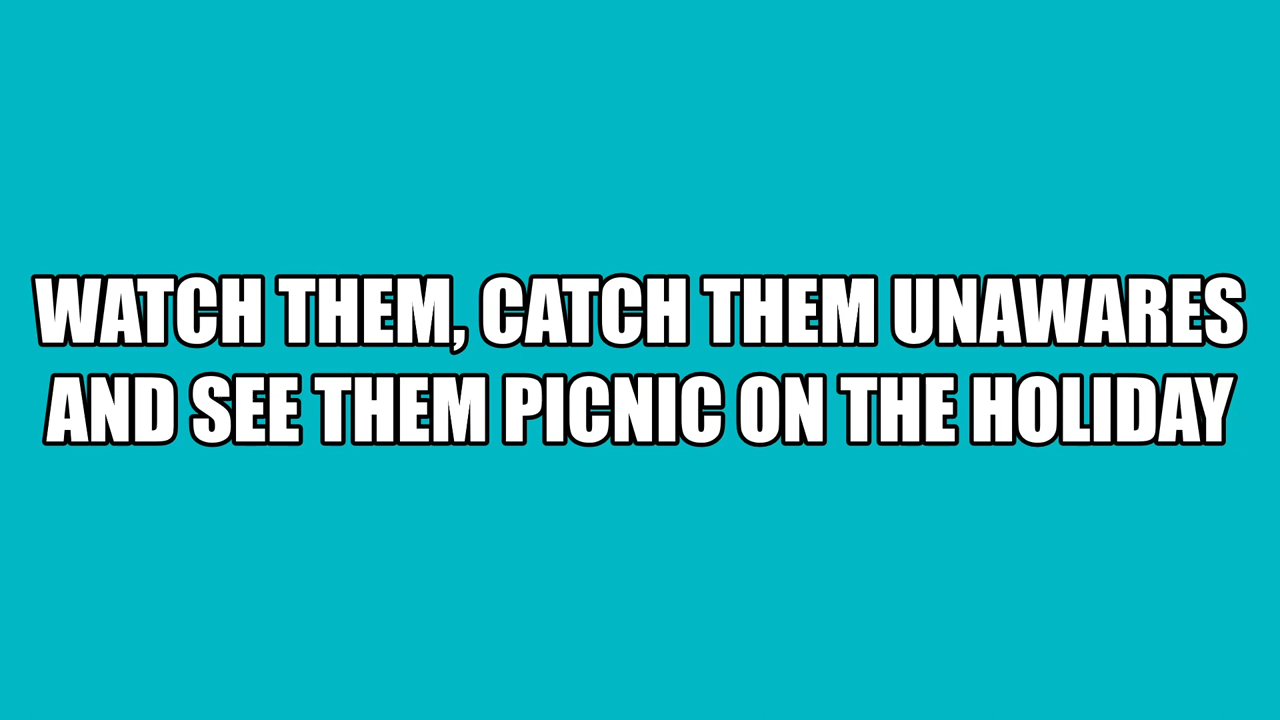 WATCH THEM, CATCH THEM UNAWARES
AND SEE THEM PICNIC ON THE HOLIDAY